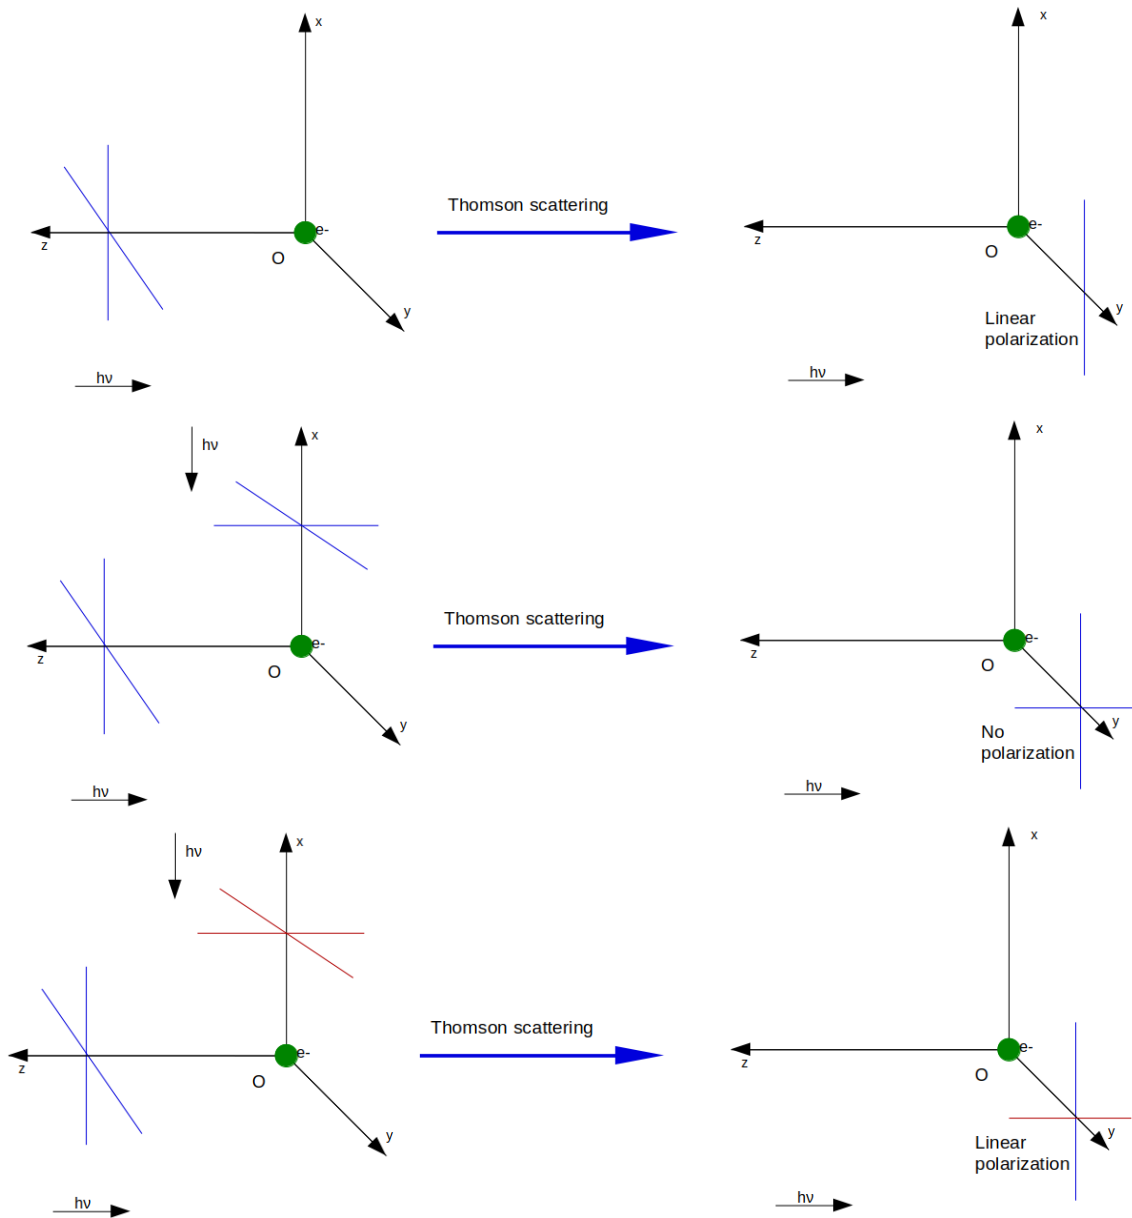 x
x
Thomson scattering
e-
e-
z
O
z
O
y
y
Linear
polarization
hν
hν
x
x
hν
Thomson scattering
e-
e-
z
O
z
O
y
y
No
polarization
hν
hν
x
x
hν
Thomson scattering
e-
e-
z
O
z
O
y
y
Linear
polarization
hν
hν